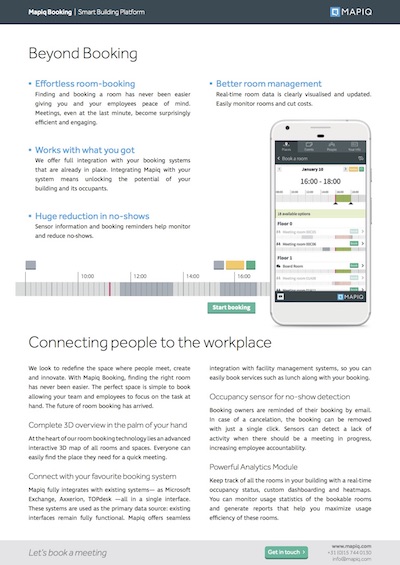 Mapiq Booking | Smart Building Platform
MAPIQ
Beyond Booking
• Effortless room-booking
Finding and booking a room has never been easier
giving you and your employees peace of mind.
Meetings, even at the last minute, become surprisingly
efficient and engaging.
• Works with what you got
We offer full integration with your booking systems
that are already in place. Integrating Mapiq with your
system means unlocking the potential of your
building and its occupants.
• Huge reduction in no-shows
Sensor information and booking reminders help monitor
and reduce no-shows.
• Better room management
Real-time room data is clearly visualised and updated.
Easily monitor rooms and cut costs.
Book a room
January 10
16:00 - 18:00
18 available options
Floor 0
Floor 1
Board Room
MAPIQ
10:00
12:00
14:00
16:00
Start booking
Connecting people to the workplace
We look to redefine the space where people meet, create
and innovate. With Mapiq Booking, finding the right room
has never been easier. The perfect space is simple to book
allowing your team and employees to focus on the task at
hand. The future of room booking has arrived.
Complete 3D overview in the palm of your hand
At the heart of our room booking technology lies an advanced
interactive 3D map of all rooms and spaces. Everyone can
easily find the place they need for a quick meeting.
Connect with your favourite booking system
Mapiq fully integrates with existing systems— as Microsoft
Exchange, Axxerion, TOPdesk —all in a single interface.
These systems are used as the primary data source: existing
interfaces remain fully functional. Mapiq offers seamless
integration with facility management systems, so you can
easily book services such as lunch along with your booking.
Occupancy sensor for no-show detection
Booking owners are reminded of their booking by email.
In case of a cancelation, the booking can be removed
with just a single click. Sensors can detect a lack of
activity when there should be a meeting in progress,
increasing employee accountability.
Powerful Analytics Module
Keep track of all the rooms in your building with a real-time
occupancy status, custom dashboarding and heatmaps.
You can monitor usage statistics of the bookable rooms
and generate reports that help you maximize usage
efficiency of these rooms.
Let's book a meeting
Get in touch >
www.mapiq.com
+31 (0)15 744 0130
info@mapiq.com